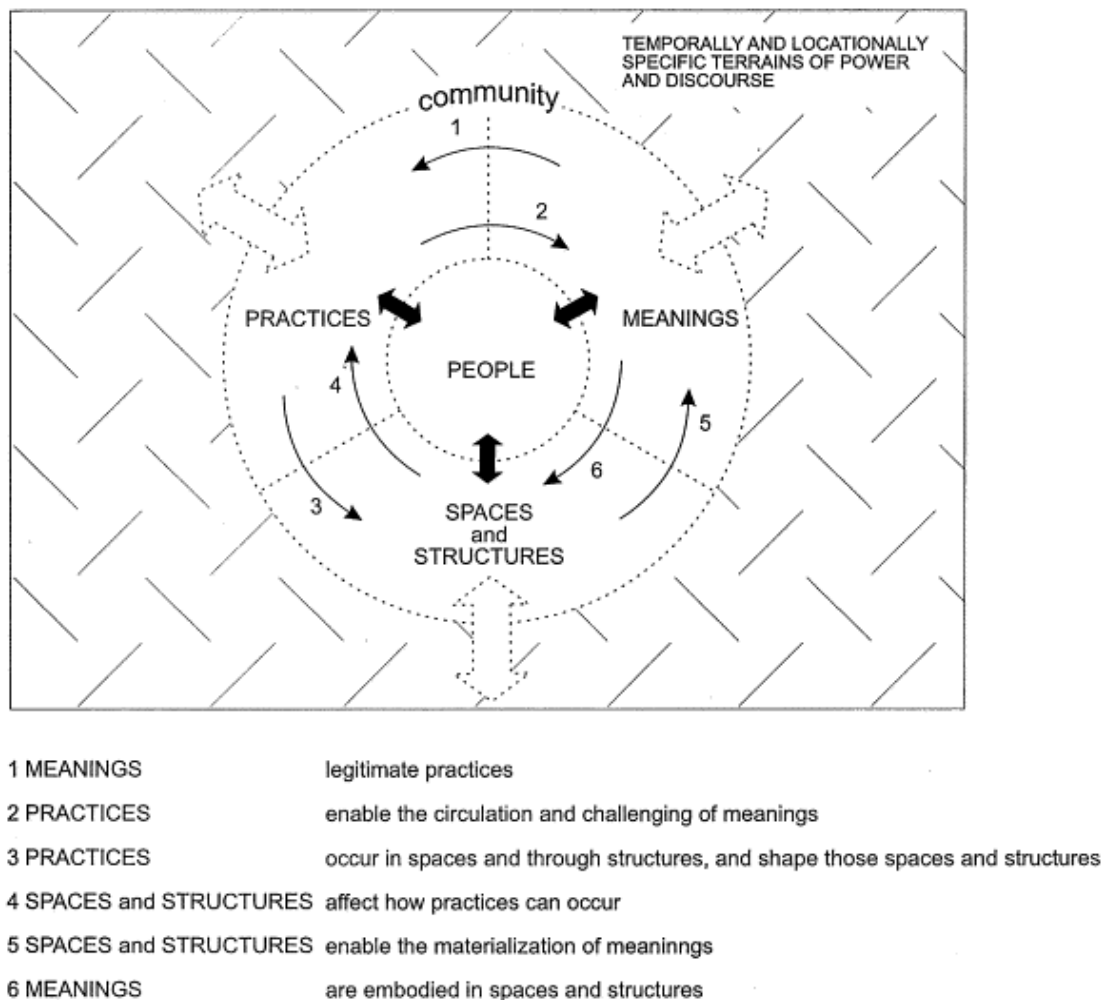 TEMPORALLY AND LOCATIONALLY
SPECIFIC TERRAINS OF POWER
AND DISCOURSE
community
1
2
PRACTICES
MEANINGS
PEOPLE
4
5
6
3
SPACES
and
STRUCTURES
1 MEANINGS legitimate practices
2 PRACTICES enable the circulation and challenging of meanings
3 PRACTICES occur in spaces and through structures, and shape those spaces and structures
4 SPACES and STRUCTURES affect how practices can occur
5 SPACES and STRUCTURES enable the materialization of meaninngs
6 MEANINGS are embodied in spaces and structures